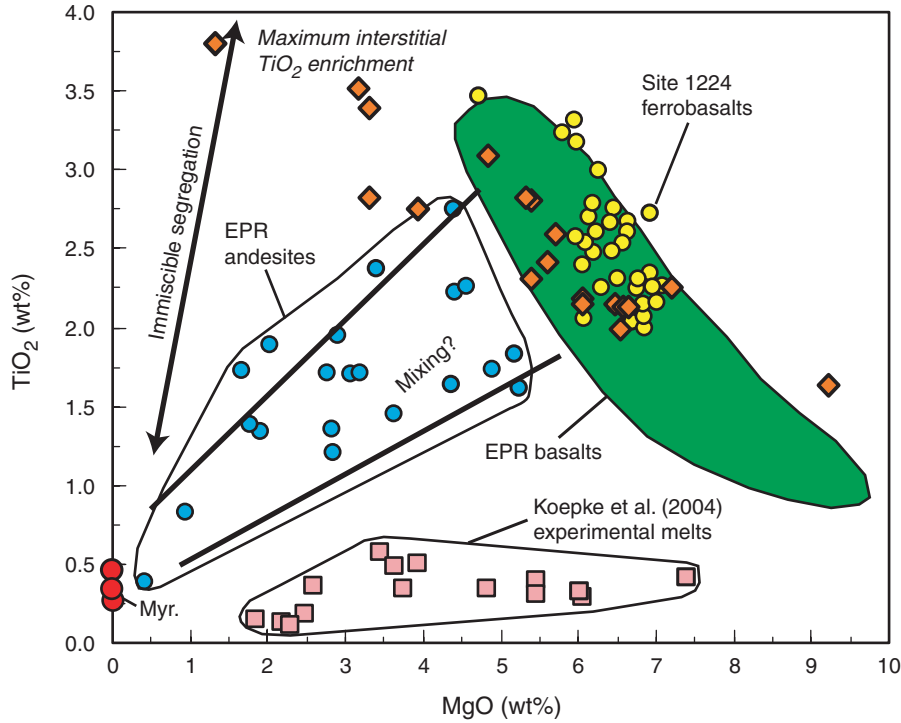 4.0
3.5
3.0
2.5
2.0
1.5
1.0
0.5
0.0
TiO2 (wt%)
Maximum interstitial
TiO2 enrichment
Immiscible segregation
Site 1224
ferrobasalts
EPR
andesites
Mixing?
EPR basalts
Koepke et al. (2004)
experimental melts
Myr.
0 1 2 3 4 5 6 7 8 9 10
MgO (wt%)